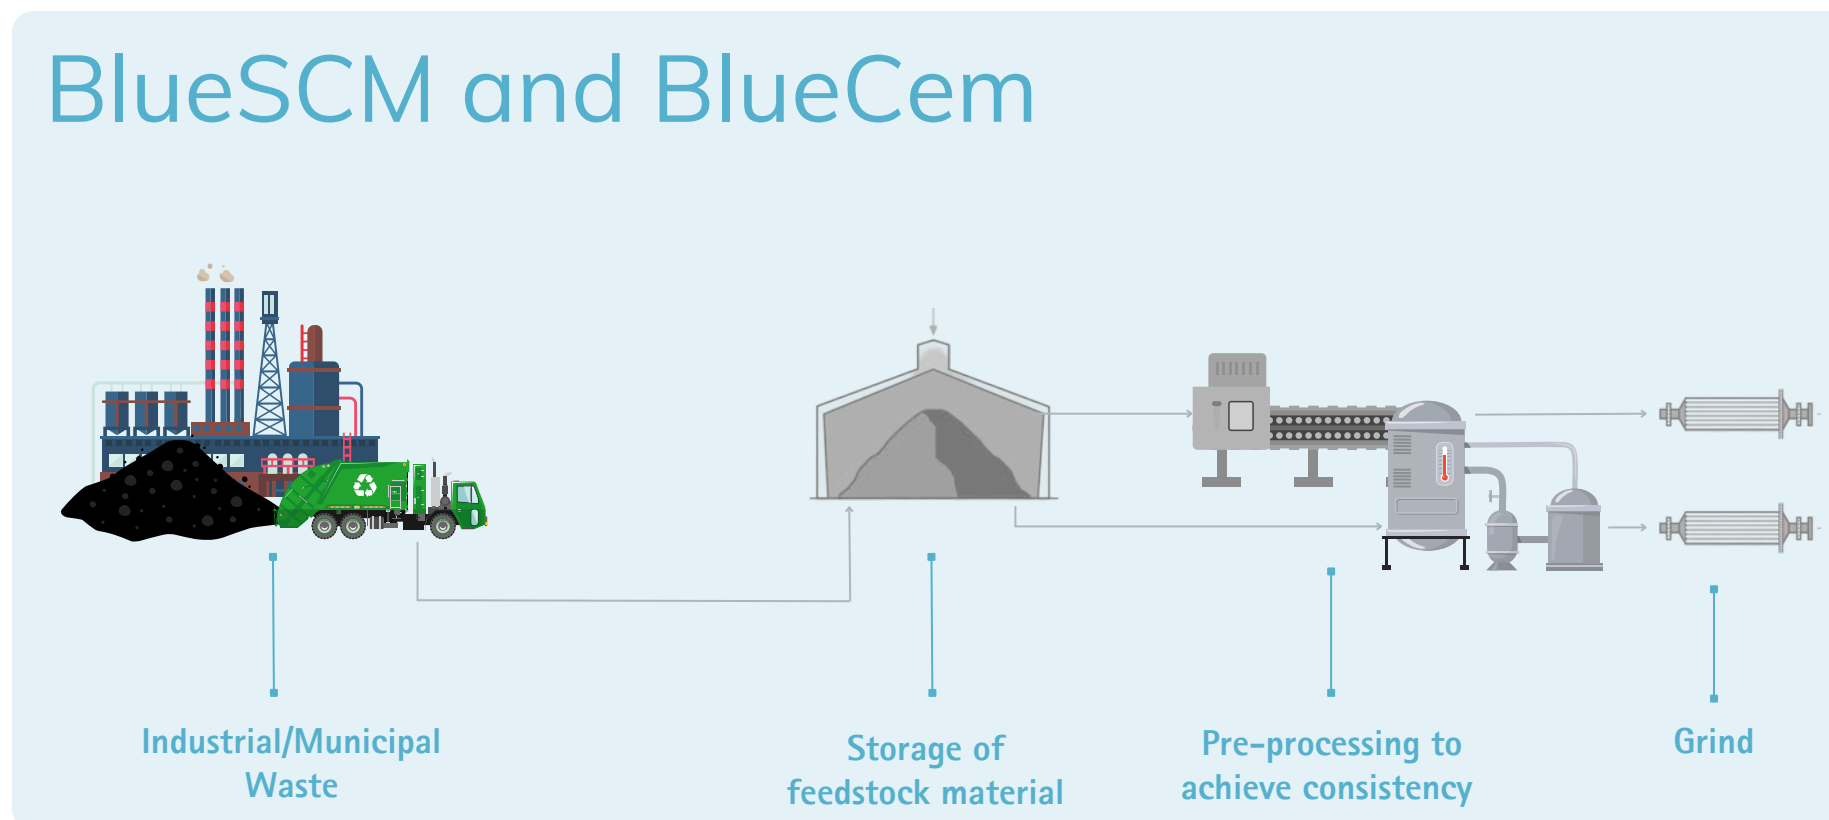 BlueSCM and BlueCem
Industrial/Municipal
Waste
Storage of
feedstock material
Pre-processing to
achieve consistency
Grind